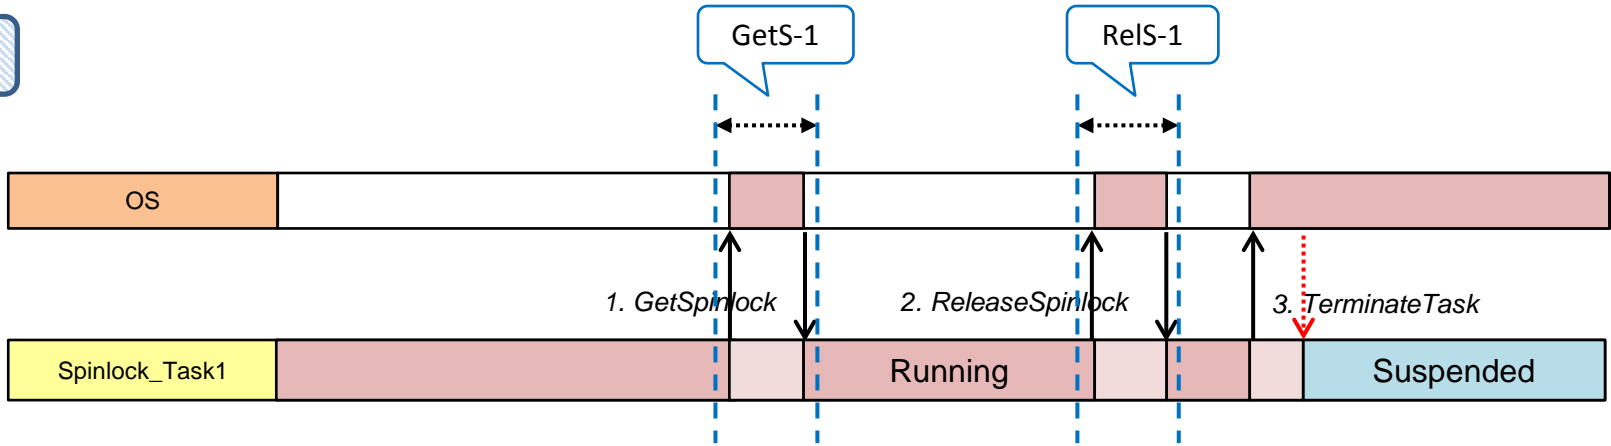 GetS-1
RelS-1
OS
1. GetSpinlock
2. ReleaseSpinlock
3. TerminateTask
Spinlock_Task1
Running
Suspended